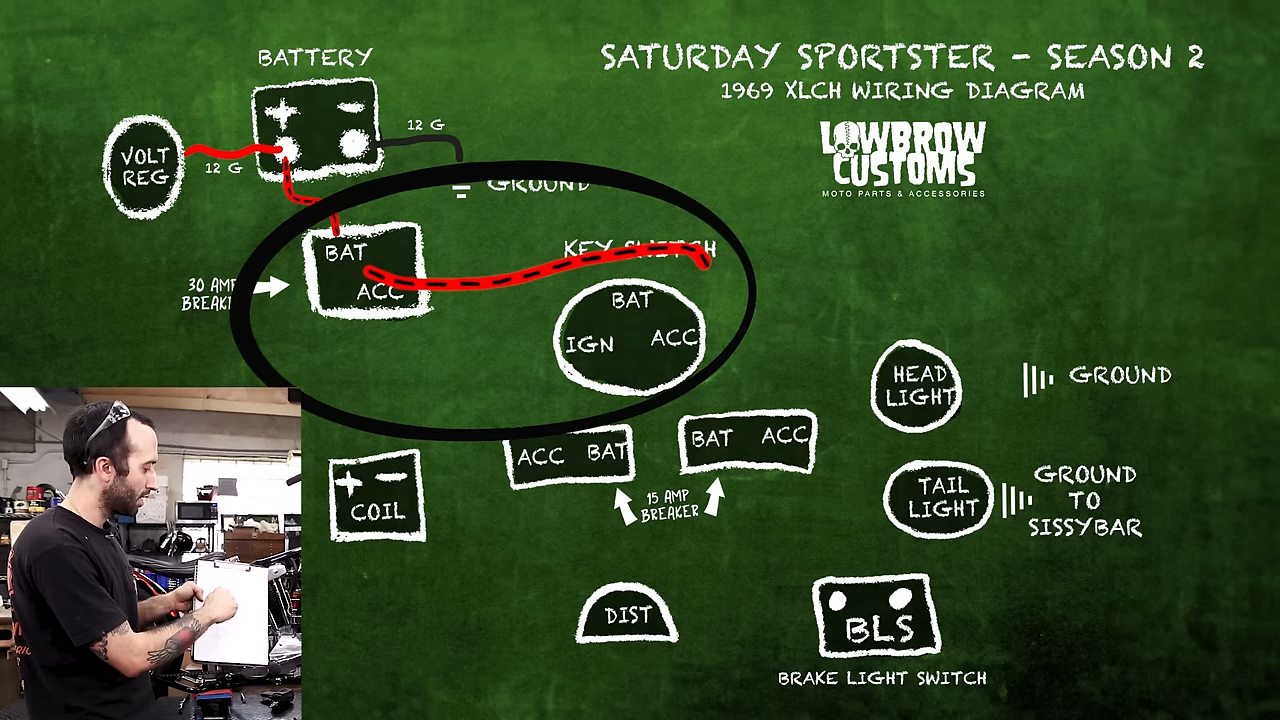 SATURDAY SPORTSTER - SEASON 2
1969 XLCH WIRING DIAGRAM
LOWBROW
CUSTOMS
MOTO PARTS & ACCESSORIES
BATTERY
+ -
12 G
VOLT
REG
12 G
GROUND
BAT
ACC
30 AMP
BREAKER
KEY SWITCH
BAT
IGN ACC
HEAD
LIGHT
GROUND
ACC BAT
BAT ACC
15 AMP
BREAKER
+ -
COIL
TAIL
LIGHT
GROUND
TO
SISSYBAR
DIST
BLS
BRAKE LIGHT SWITCH